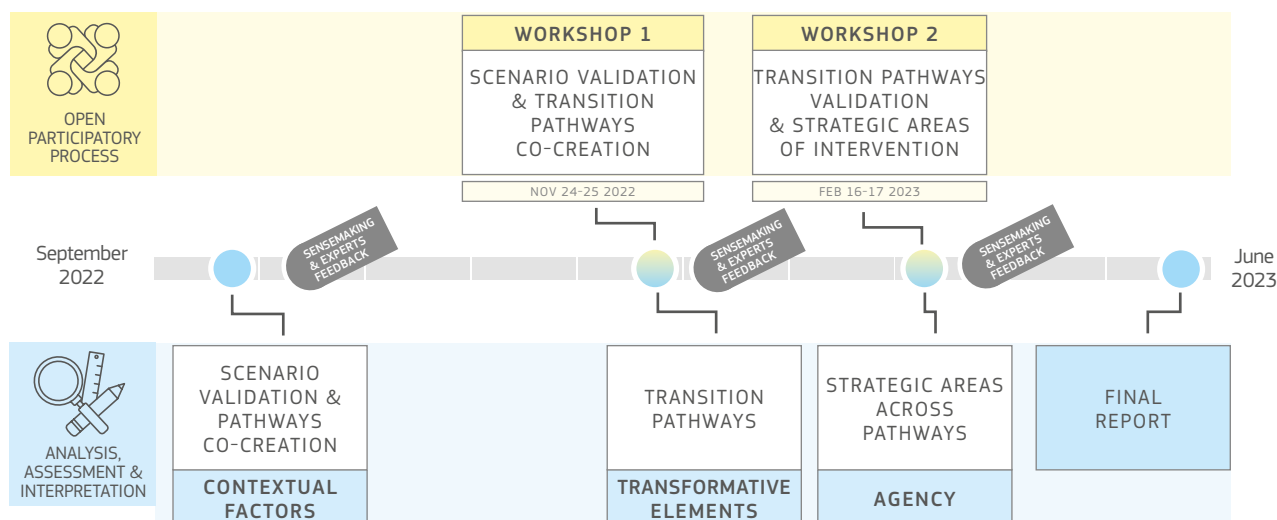 OPEN
PARTICIPATORY
PROCESS
WORKSHOP 1
SCENARIO VALIDATION
& TRANSITION
PATHWAYS
CO-CREATION
NOV 24-25 2022
WORKSHOP 2
TRANSITION PATHWAYS
VALIDATION
& STRATEGIC AREAS
OF INTERVENTION
FEB 16-17 2023
September
2022
SENSEMAKING
& EXPERTS
FEEDBACK
SENSEMAKING
& EXPERTS
FEEDBACK
SENSEMAKING
& EXPERTS
FEEDBACK
June
2023
ANALYSIS,
ASSESSMENT &
INTERPRETATION
SCENARIO
VALIDATION &
PATHWAYS
CO-CREATION
CONTEXTUAL
FACTORS
TRANSITION
PATHWAYS
TRANSFORMATIVE
ELEMENTS
STRATEGIC AREAS
ACROSS
PATHWAYS
AGENCY
FINAL
REPORT